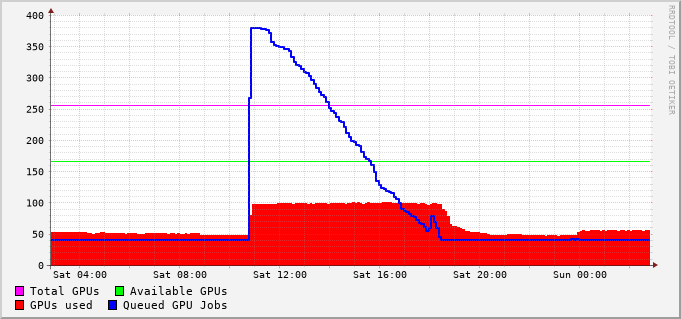 400
350
300
250
200
150
100
50
0
Sat 04:00 Sat 08:00 Sat 12:00 Sat 16:00 Sat 20:00 Sun 00:00
Total GPUs Available GPUs
GPUs used Queued GPU Jobs
RRDTOOL / TOBI OETIKER